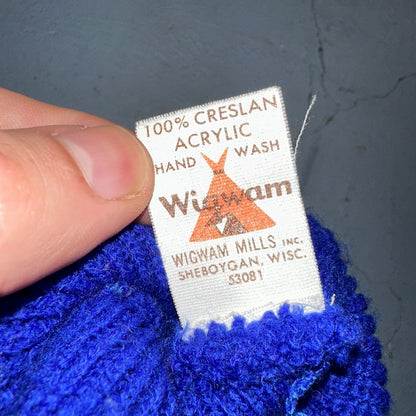 100% CRESLAN
ACRYLIC
HAND WASH
Wigwam
WIGWAM MILLS INC.
SHEBOYGAN, WISC.
53081